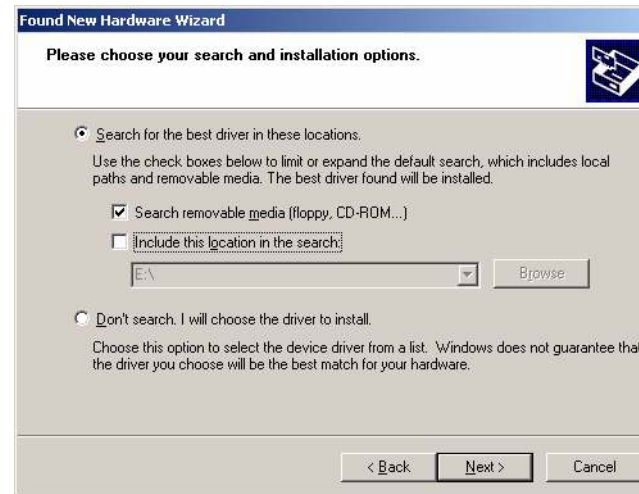 Found New Hardware Wizard
Please choose your search and installation options.
Search for the best driver in these locations.
Use the check boxes below to limit or expand the default search, which includes local
paths and removable media. The best driver found will be installed.
Search removable media (floppy, CD-ROM...)
Include this location in the search:
E:\
Browse
Don't search. I will choose the driver to install.
Choose this option to select the device driver from a list. Windows does not guarantee that
the driver you choose will be the best match for your hardware.
< Back
Next >
Cancel